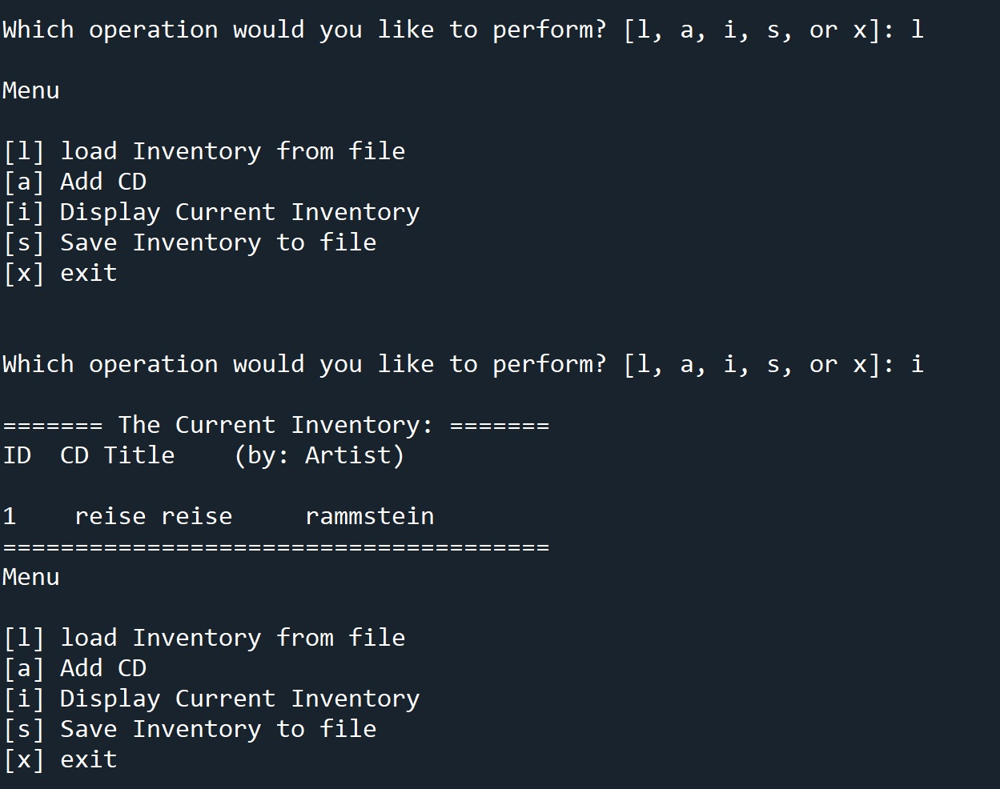 Which operation would you like to perform? [l, a, i, s, or x]: l
Menu
[l] load Inventory from file
[a] Add CD
[i] Display Current Inventory
[s] Save Inventory to file
[x] exit
Which operation would you like to perform? [l, a, i, s, or x]: i
======= The Current Inventory: =======
ID  CD Title    (by: Artist)
1    reise reise     rammstein
======================================
Menu
[l] load Inventory from file
[a] Add CD
[i] Display Current Inventory
[s] Save Inventory to file
[x] exit